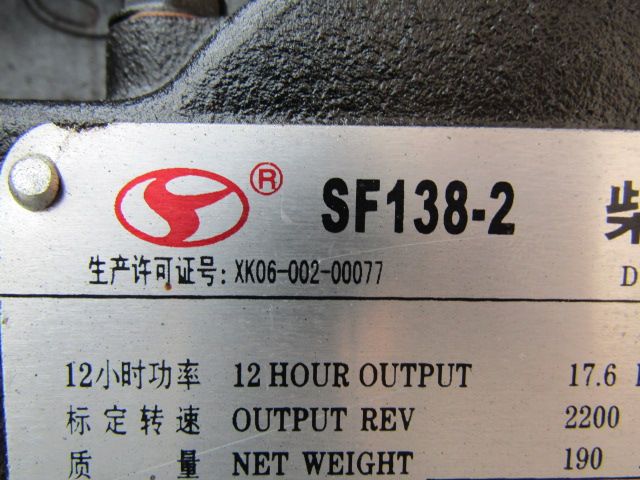 ® SF138-2 柴
生产许可证号: XK06-002-00077 D
12小时功率 12 HOUR OUTPUT 17.6
标定转速 OUTPUT REV 2200
质 量 NET WEIGHT 190